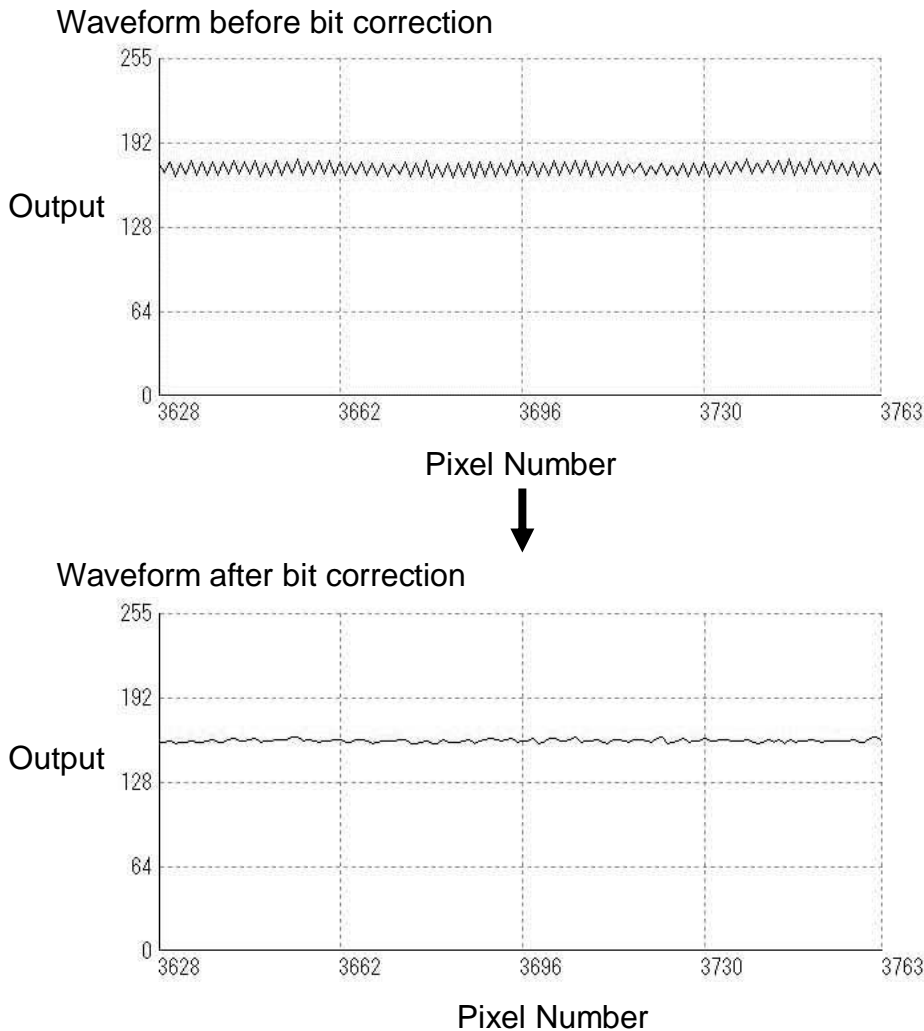 Waveform before bit correction
255
192
Output
128
64
0
3628 3662 3696 3730 3763
Pixel Number
Waveform after bit correction
255
192
Output
128
64
0
3628 3662 3696 3730 3763
Pixel Number